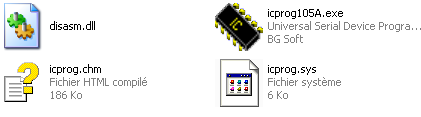 disasm.dll
icprog105A.exe
Universal Serial Device Progra...
BG Soft
icprog.chm
Fichier HTML compilé
186 Ko
icprog.sys
Fichier système
6 Ko
IC